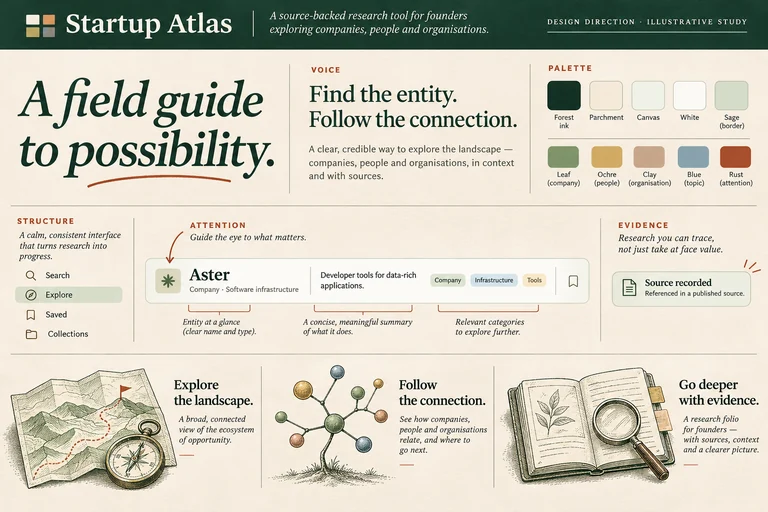 Startup Atlas
A source-backed research tool for founders
exploring companies, people and organisations.
DESIGN DIRECTION · ILLUSTRATIVE STUDY
A field guide
to possibility.
VOICE
Find the entity.
Follow the connection.
A clear, credible way to explore the landscape —
companies, people and organisations, in context
and with sources.
PALETTE
Forest
ink
Parchment
Canvas
White
Sage
(border)
Leaf
(company)
Ochre
(people)
Clay
(organisation)
Blue
(topic)
Rust
(attention)
STRUCTURE
A calm, consistent interface
that turns research into
progress.
Search
Explore
Saved
Collections
ATTENTION
Guide the eye to what matters.
Aster
Company · Software infrastructure
Developer tools for data-rich
applications.
Company
Infrastructure
Tools
Entity at a glance
(clear name and type).
A concise, meaningful summary
of what it does.
Relevant categories
to explore further.
EVIDENCE
Research you can trace,
not just take at face value.
Source recorded
Referenced in a published source.
Explore
the landscape.
A broad, connected
view of the ecosystem
of opportunity.
Follow
the connection.
See how companies,
people and organisations
relate, and where to
go next.
Go deeper
with evidence.
A research folio
for founders —
with sources, context
and a clearer picture.